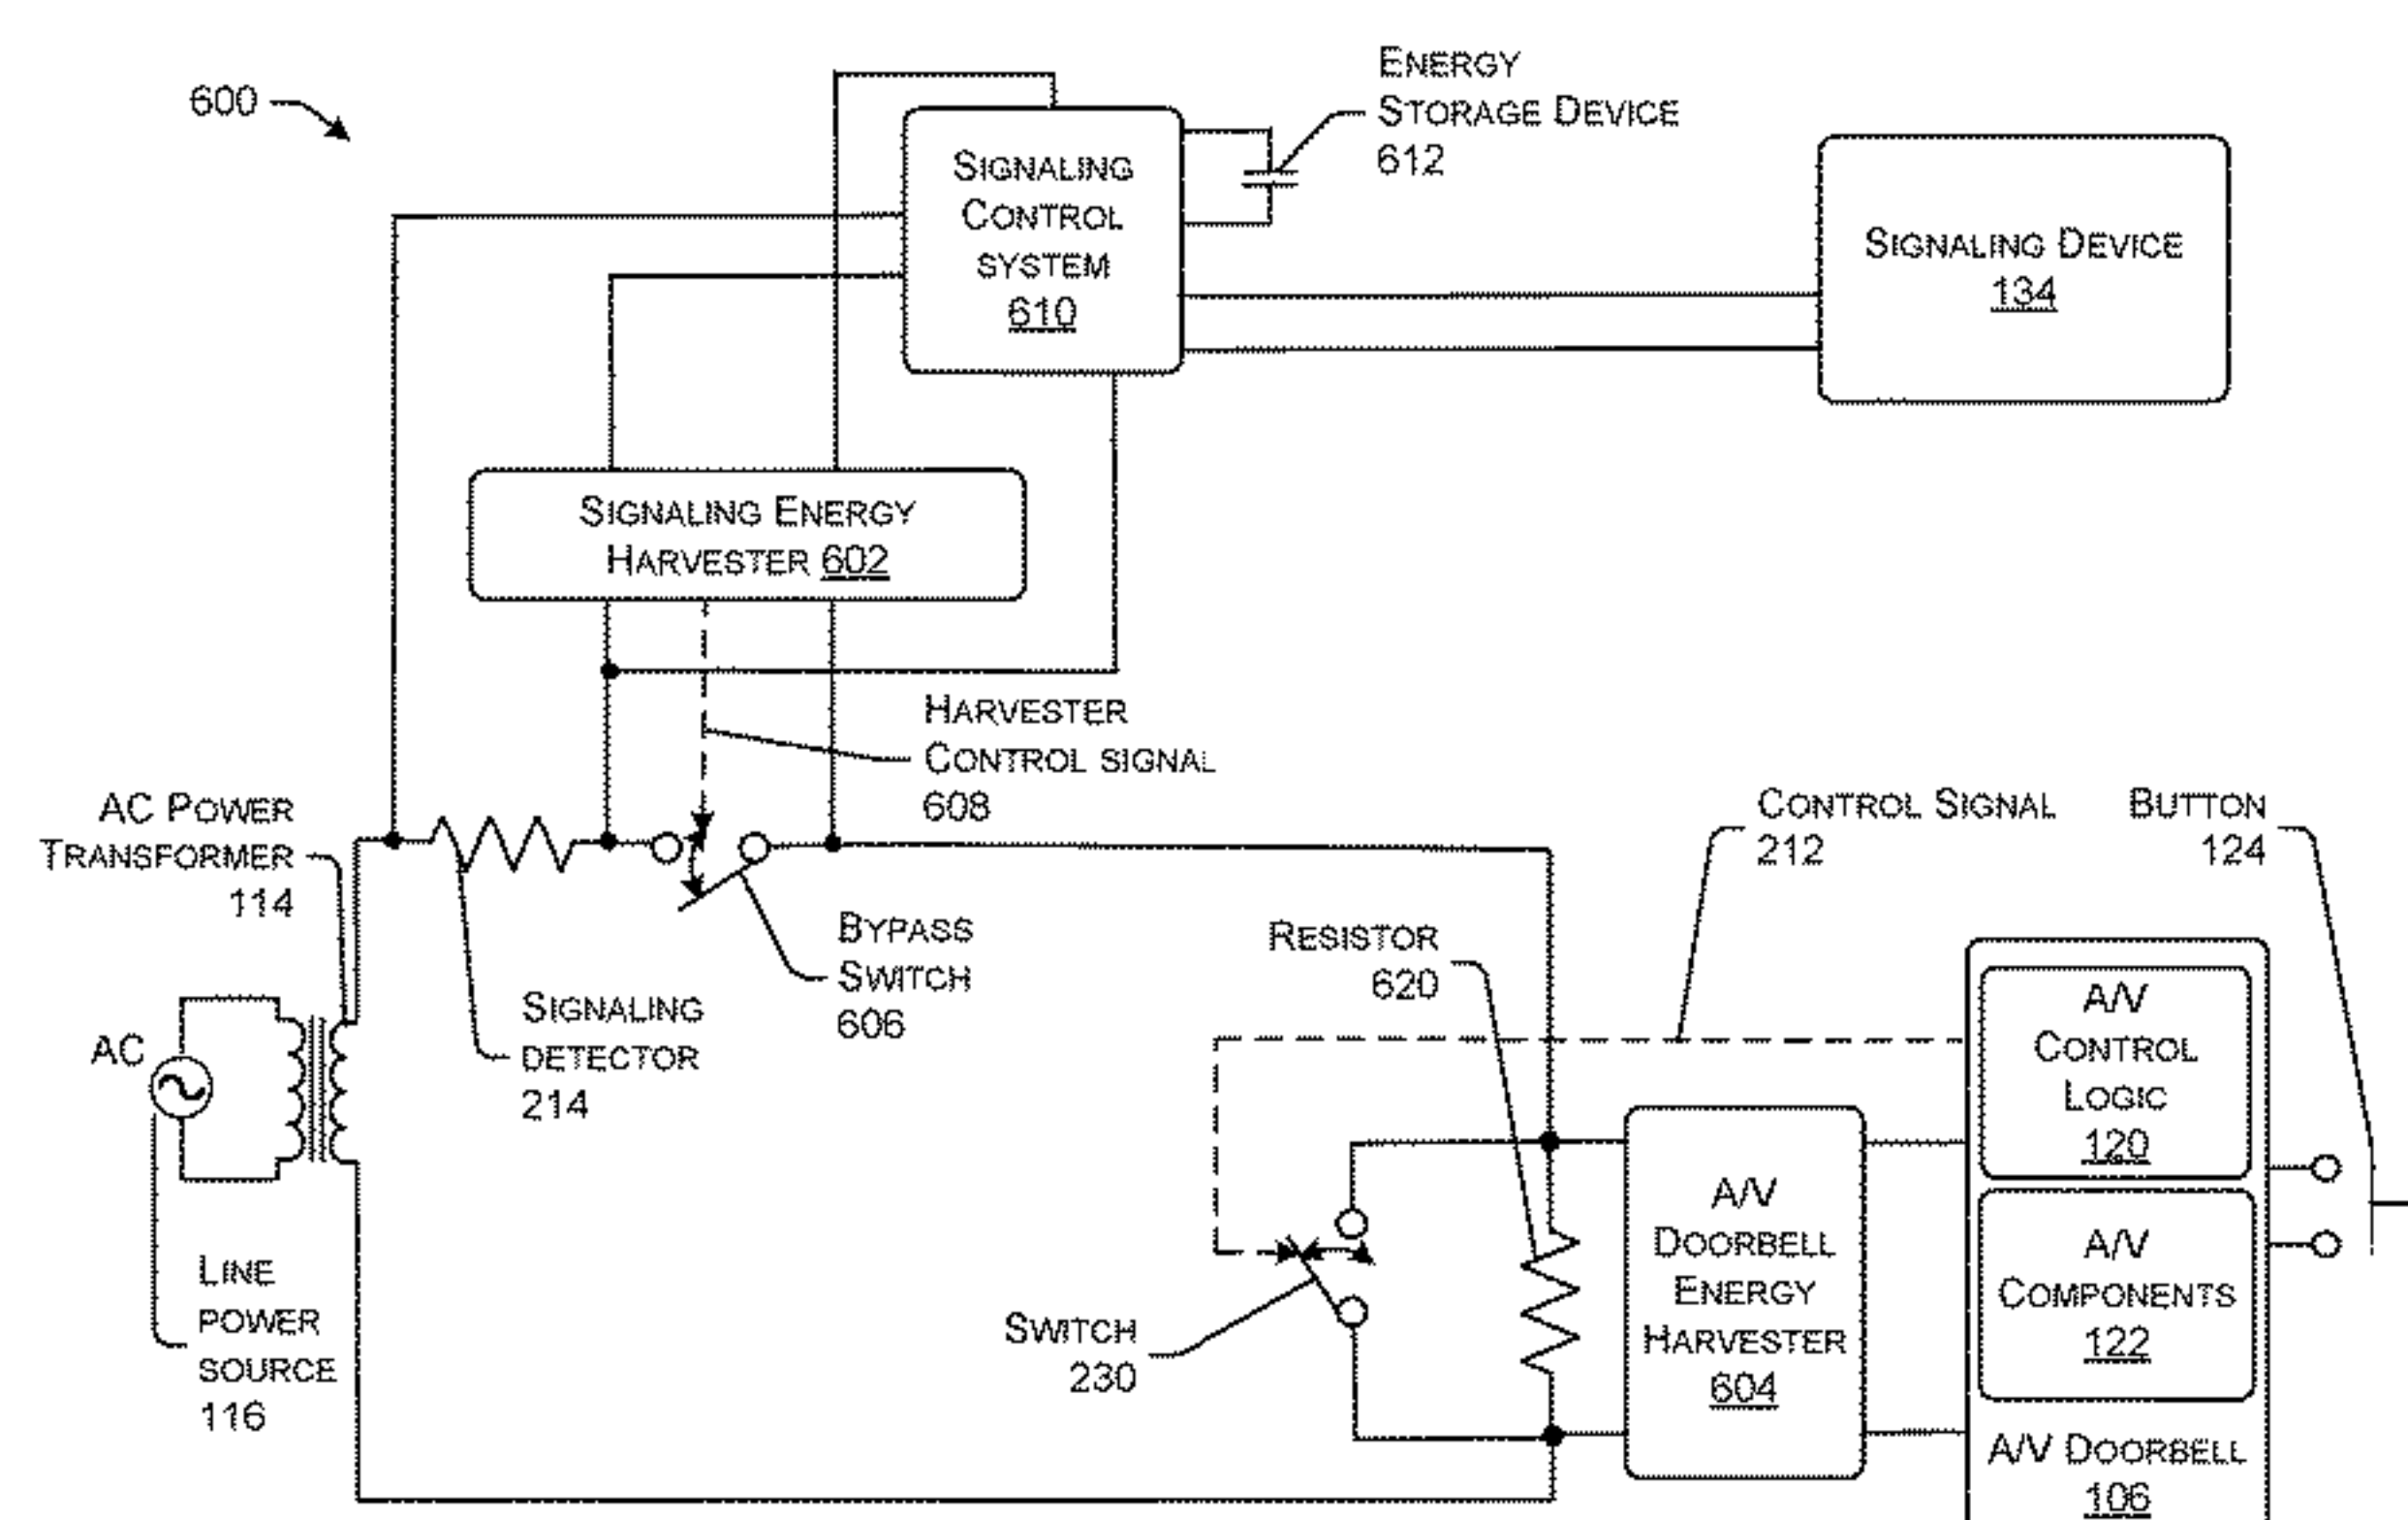 600
ENERGY
STORAGE DEVICE
612
SIGNALING
CONTROL
SYSTEM
610
SIGNALING DEVICE
134
SIGNALING ENERGY
HARVESTER 602
HARVESTER
CONTROL SIGNAL
608
AC POWER
TRANSFORMER
114
CONTROL SIGNAL
212
BUTTON
124
BYPASS
SWITCH
606
RESISTOR
620
SIGNALING
DETECTOR
214
AC
LINE
POWER
SOURCE
116
SWITCH
230
A/V
DOORBELL
ENERGY
HARVESTER
604
A/V
CONTROL
LOGIC
120
A/V
COMPONENTS
122
A/V DOORBELL
106